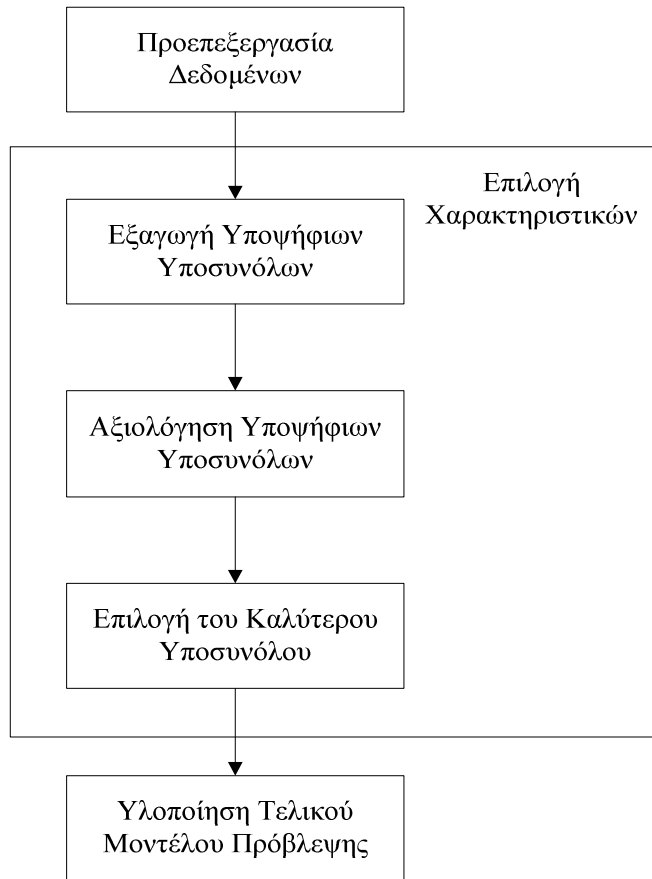 Προεπεξεργασία
Δεδομένων
Επιλογή
Χαρακτηριστικών
Εξαγωγή Υποψήφιων
Υποσυνόλων
Αξιολόγηση Υποψήφιων
Υποσυνόλων
Επιλογή του Καλύτερου
Υποσυνόλου
Υλοποίηση Τελικού
Μοντέλου Πρόβλεψης